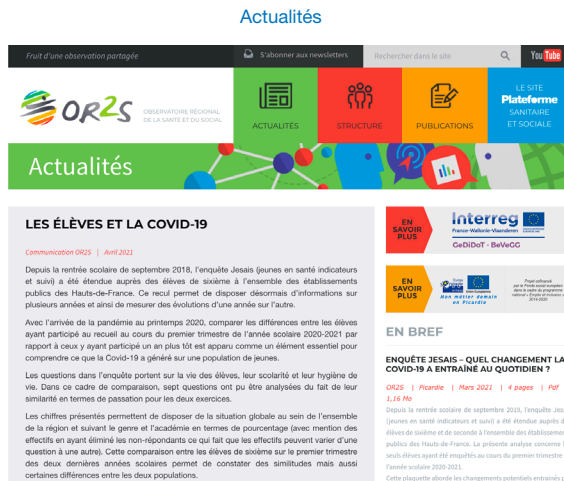 Actualités
Fruit d'une observation partagée
S'abonner aux newsletters
Rechercher dans le site
YouTube
OR2S
OBSERVATOIRE RÉGIONAL
DE LA SANTÉ ET DU SOCIAL
ACTUALITÉS
STRUCTURE
PUBLICATIONS
LE SITE
Plateforme
SANITAIRE
ET SOCIALE
Actualités
LES ÉLÈVES ET LA COVID-19
Communication OR2S | Avril 2021
Depuis la rentrée scolaire de septembre 2018, l'enquête Jesais (jeunes en santé indicateurs
et suivi) a été étendue auprès des élèves de sixième à l'ensemble des établissements
publics des Hauts-de-France. Ce recul permet de disposer désormais d'informations sur
plusieurs années et ainsi de mesurer des évolutions d'une année sur l'autre.
Avec l'arrivée de la pandémie au printemps 2020, comparer les différences entre les élèves
ayant participé au recueil au cours du premier trimestre de l'année scolaire 2020-2021 par
rapport à ceux y ayant participé un an plus tôt est apparu comme un élément essentiel pour
comprendre ce que la Covid-19 a généré sur une population de jeunes.
Les questions dans l'enquête portent sur la vie des élèves, leur scolarité et leur hygiène de
vie. Dans ce cadre de comparaison, sept questions ont pu être analysées du fait de leur
similarité en termes de passation pour les deux exercices.
Les chiffres présentés permettent de disposer de la situation globale au sein de l'ensemble
de la région et suivant le genre et l'académie en termes de pourcentage (avec mention des
effectifs en ayant éliminé les non-répondants ce qui fait que les effectifs peuvent varier d'une
question à une autre). Cette comparaison entre les élèves de sixième sur le premier trimestre
des deux dernières années scolaires permet de constater des similitudes mais aussi
certaines différences entre les deux populations.
EN
SAVOIR
PLUS
Interreg
France-Wallonie-Vlaanderen
GeDiDoT - BeVeGG
EN
SAVOIR
PLUS
Mon métier demain
en Picardie
EN BREF
ENQUÊTE JESAIS – QUEL CHANGEMENT LA
COVID-19 A ENTRAÎNÉ AU QUOTIDIEN ?
OR2S | Picardie | Mars 2021 | 4 pages | Pdf
1,16 Mo
Depuis la rentrée scolaire de septembre 2019, l'enquête Jes
(jeunes en santé indicateurs et suivi) a été étendue auprès d
élèves de sixième et de seconde à l'ensemble des établissemen
publics des Hauts-de-France. La présente analyse concerne l
seuls élèves ayant été enquêtés au cours du premier trimestre
l'année scolaire 2020-2021.
Cette plaquette aborde les changements potentiels entraînés p